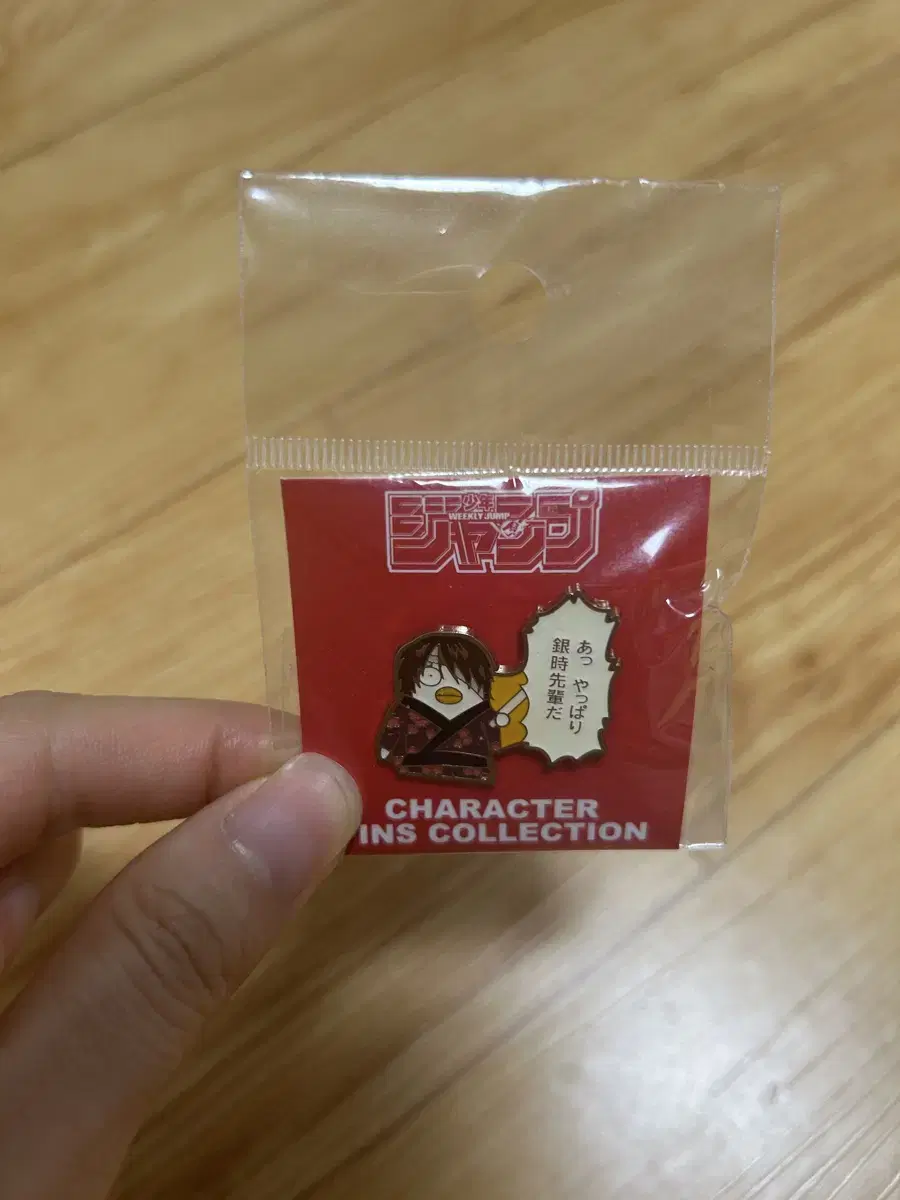 少年
WEEKLY JUMP
ジャンプ
あっ やっぱり
銀時先輩だ
CHARACTER
INS COLLECTION